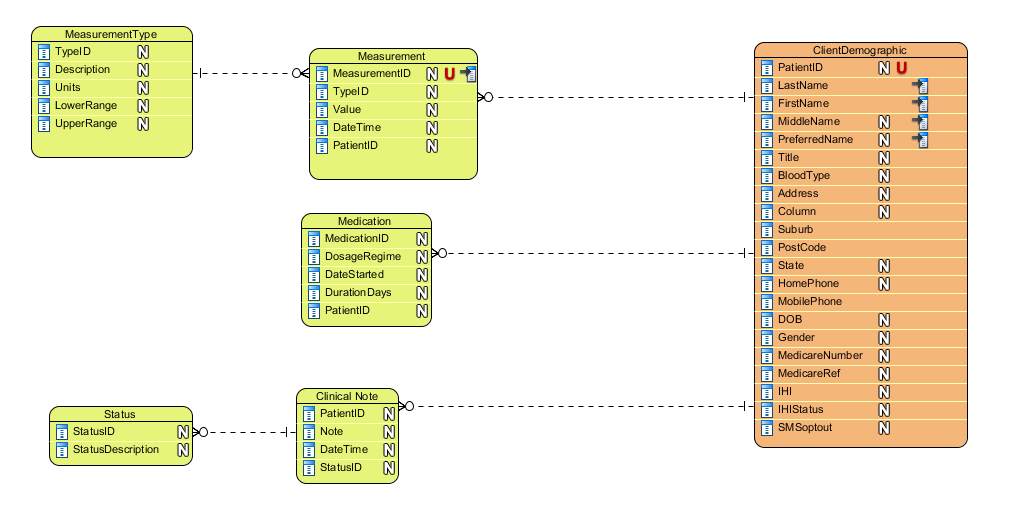 MeasurementType
TypeID N
Description N
Units N
LowerRange N
UpperRange N
Measurement
MeasurementID N U
TypeID N
Value N
DateTime N
PatientID N
Medication
MedicationID N
DosageRegime N
DateStarted N
DurationDays N
PatientID N
Status
StatusID N
StatusDescription N
Clinical Note
PatientID N
Note N
DateTime N
StatusID N
ClientDemographic
PatientID N U
LastName
FirstName
MiddleName N
PreferredName N
Title N
BloodType N
Address N
Column N
Suburb
PostCode
State N
HomePhone N
MobilePhone
DOB N
Gender N
MedicareNumber N
MedicareRef N
IHI N
IHIStatus N
SMSoptout N